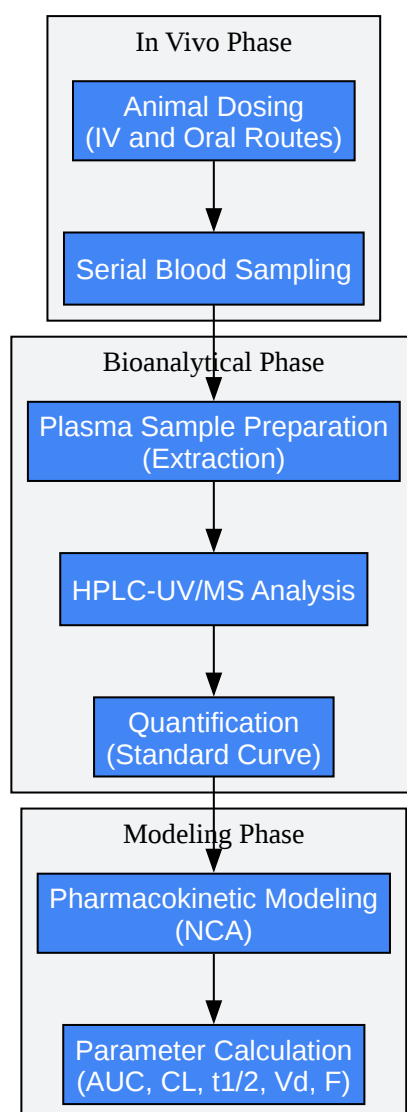 In Vivo Phase
Animal Dosing
(IV and Oral Routes)
Serial Blood Sampling
Bioanalytical Phase
Plasma Sample Preparation
(Extraction)
HPLC-UV/MS Analysis
Quantification
(Standard Curve)
Modeling Phase
Pharmacokinetic Modeling
(NCA)
Parameter Calculation
(AUC, CL, t1/2, Vd, F)